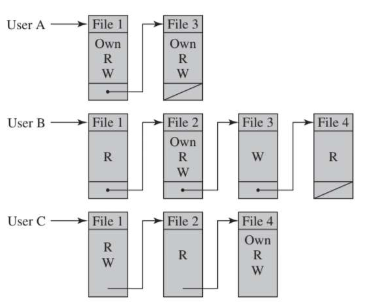 User A File 1 File 3
Own Own
R R
W W
User B File 1 File 2 File 3 File 4
Own
R R W R
W
User C File 1 File 2 File 4
R Own
W R R
W